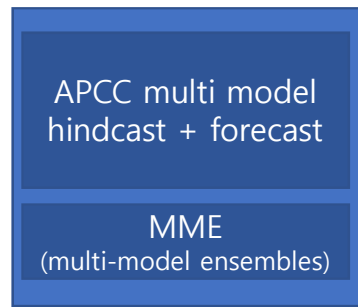 APCC multi model
hindcast + forecast
MME
(multi-model ensembles)